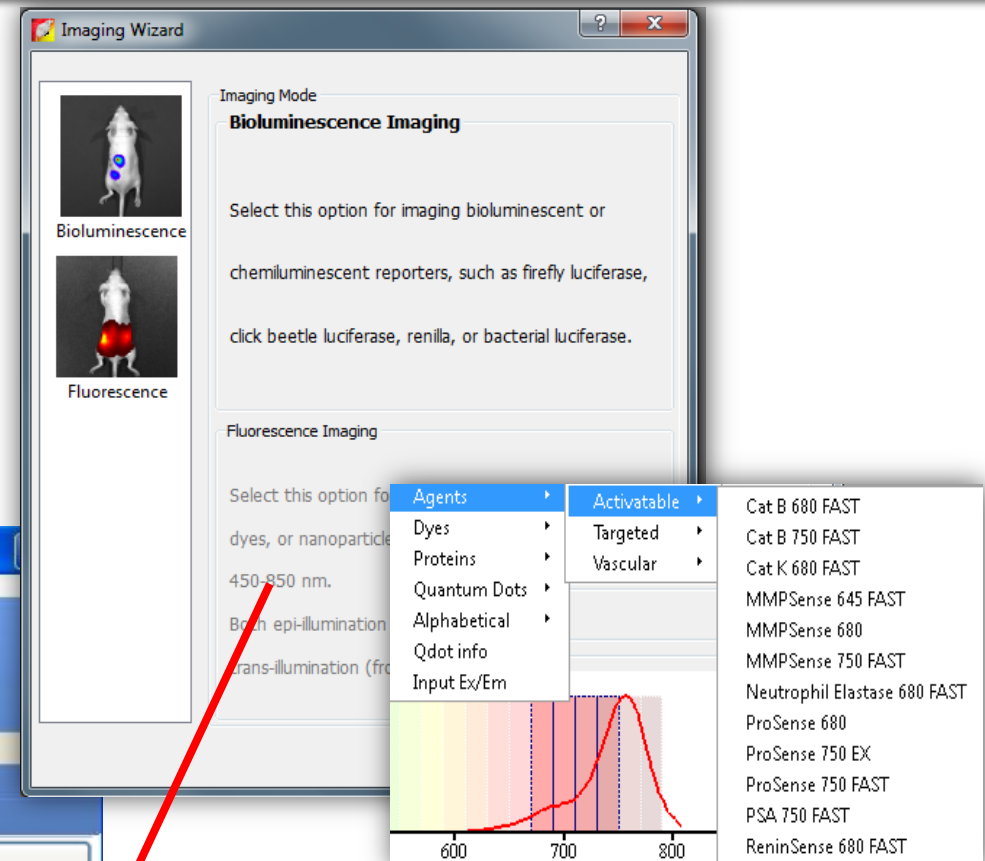 Imaging Wizard
?
X
Imaging Mode
Bioluminescence Imaging
Select this option for imaging bioluminescent or
chemiluminescent reporters, such as firefly luciferase,
click beetle luciferase, renilla, or bacterial luciferase.
Bioluminescence
Fluorescence
Fluorescence Imaging
Select this option fo
dyes, or nanoparticle
450-850 nm.
Both epi-illumination
trans-illumination (fro
Agents
Dyes
Proteins
Quantum Dots
Alphabetical
Qdot info
Input Ex/Em
Activatable
Targeted
Vascular
Cat B 680 FAST
Cat B 750 FAST
Cat K 680 FAST
MMPSense 645 FAST
MMPSense 680
MMPSense 750 FAST
Neutrophil Elastase 680 FAST
ProSense 680
ProSense 750 EX
ProSense 750 FAST
PSA 750 FAST
ReninSense 680 FAST
600 700 800